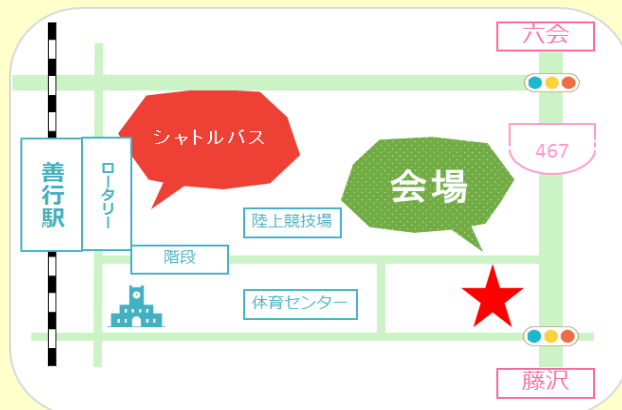 六会
シャトルバス
467
善行駅
ロータリー
会場
陸上競技場
階段
体育センター
藤沢